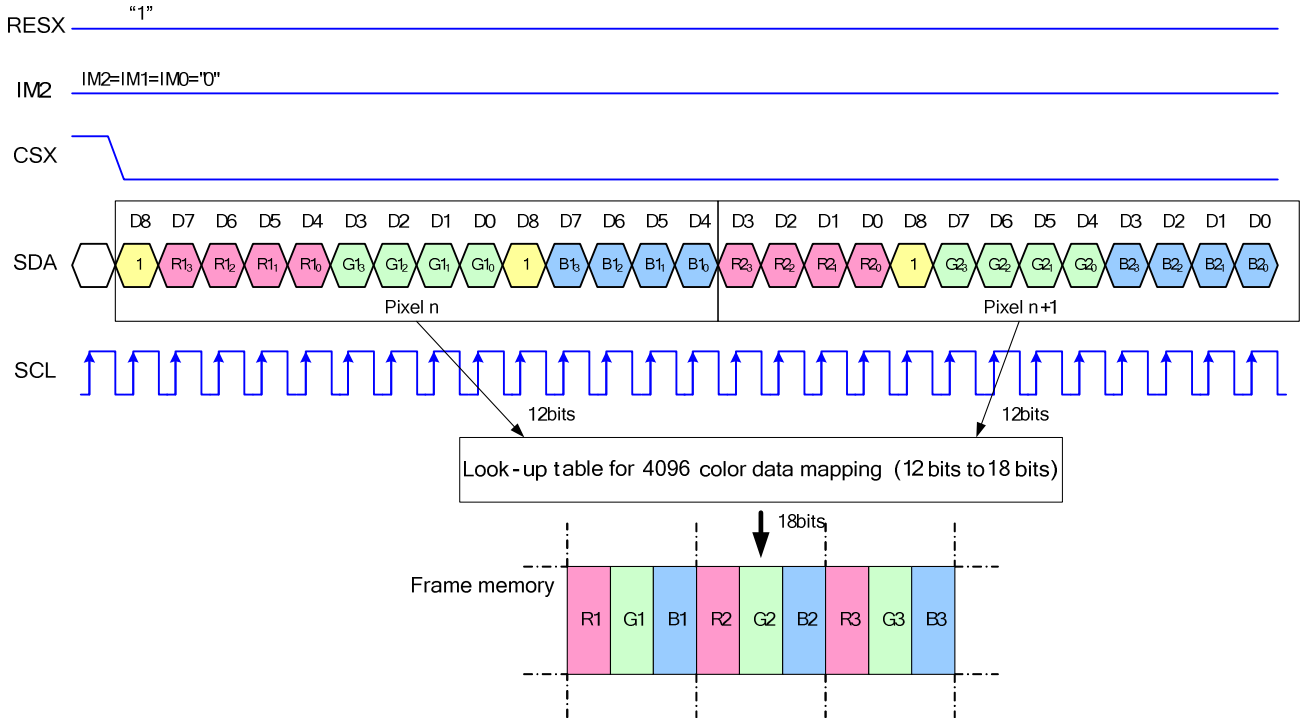 RESX "1"
IM2 IM2=IM1=IM0="0"
CSX
D8 D7 D6 D5 D4 D3 D2 D1 D0 D8 D7 D6 D5 D4 D3 D2 D1 D0 D8 D7 D6 D5 D4 D3 D2 D1 D0
SDA 1 R1₃ R1₂ R1₁ R1₀ G1₃ G1₂ G1₁ G1₀ 1 B1₃ B1₂ B1₁ B1₀ R2₃ R2₂ R2₁ R2₀ 1 G2₃ G2₂ G2₁ G2₀ B2₃ B2₂ B2₁ B2₀
Pixel n Pixel n+1
SCL
12bits 12bits
Look-up table for 4096 color data mapping (12 bits to 18 bits)
18bits
Frame memory
R1 G1 B1 R2 G2 B2 R3 G3 B3